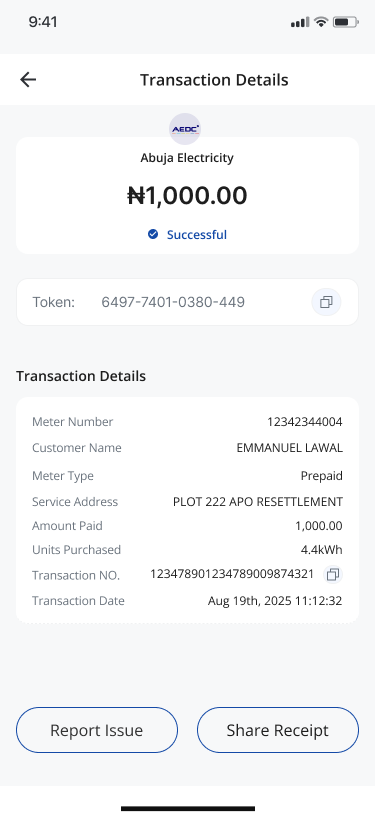 9:41
Transaction Details
AEDC
Abuja Electricity
₦1,000.00
Successful
Token: 6497-7401-0380-449
Transaction Details
Meter Number 12342344004
Customer Name EMMANUEL LAWAL
Meter Type Prepaid
Service Address PLOT 222 APO RESETTLEMENT
Amount Paid 1,000.00
Units Purchased 4.4kWh
Transaction NO. 123478901234789009874321
Transaction Date Aug 19th, 2025 11:12:32
Report Issue Share Receipt